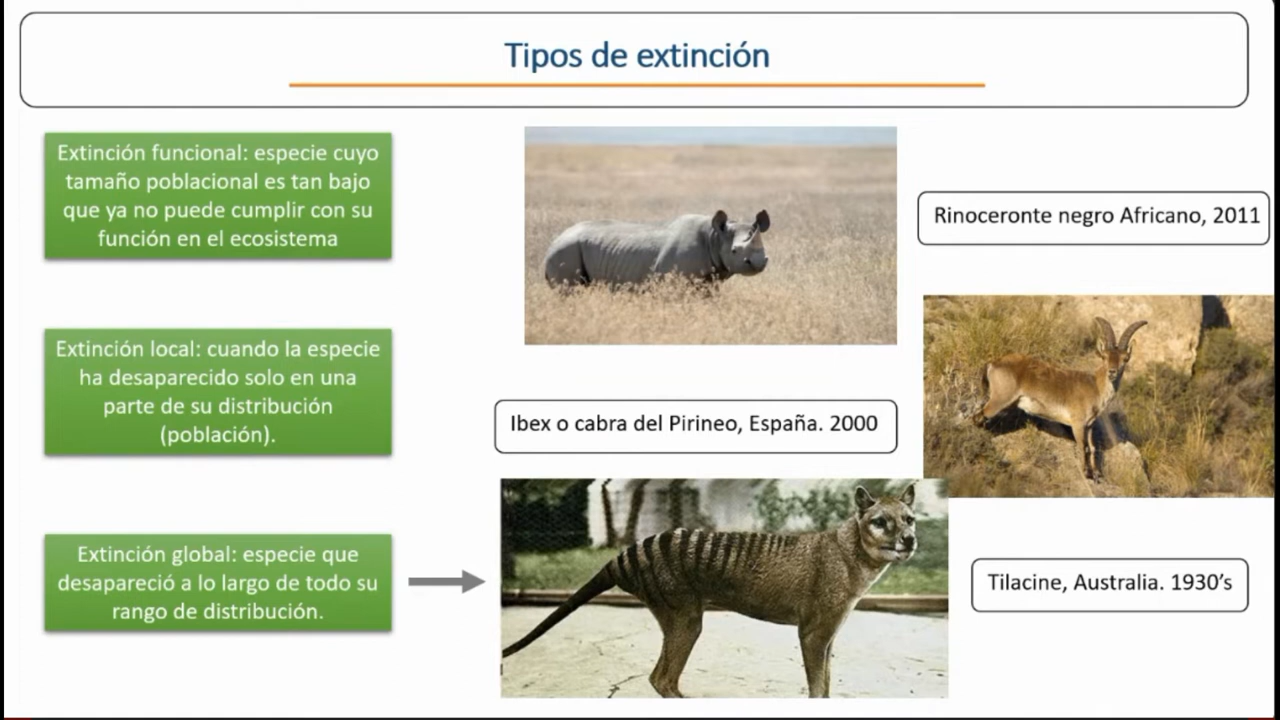 Tipos de extinción
Extinción funcional: especie cuyo
tamaño poblacional es tan bajo
que ya no puede cumplir con su
función en el ecosistema
Rinoceronte negro Africano, 2011
Extinción local: cuando la especie
ha desaparecido solo en una
parte de su distribución
(población).
Ibex o cabra del Pirineo, España. 2000
Extinción global: especie que
desapareció a lo largo de todo su
rango de distribución.
Tilacine, Australia. 1930’s